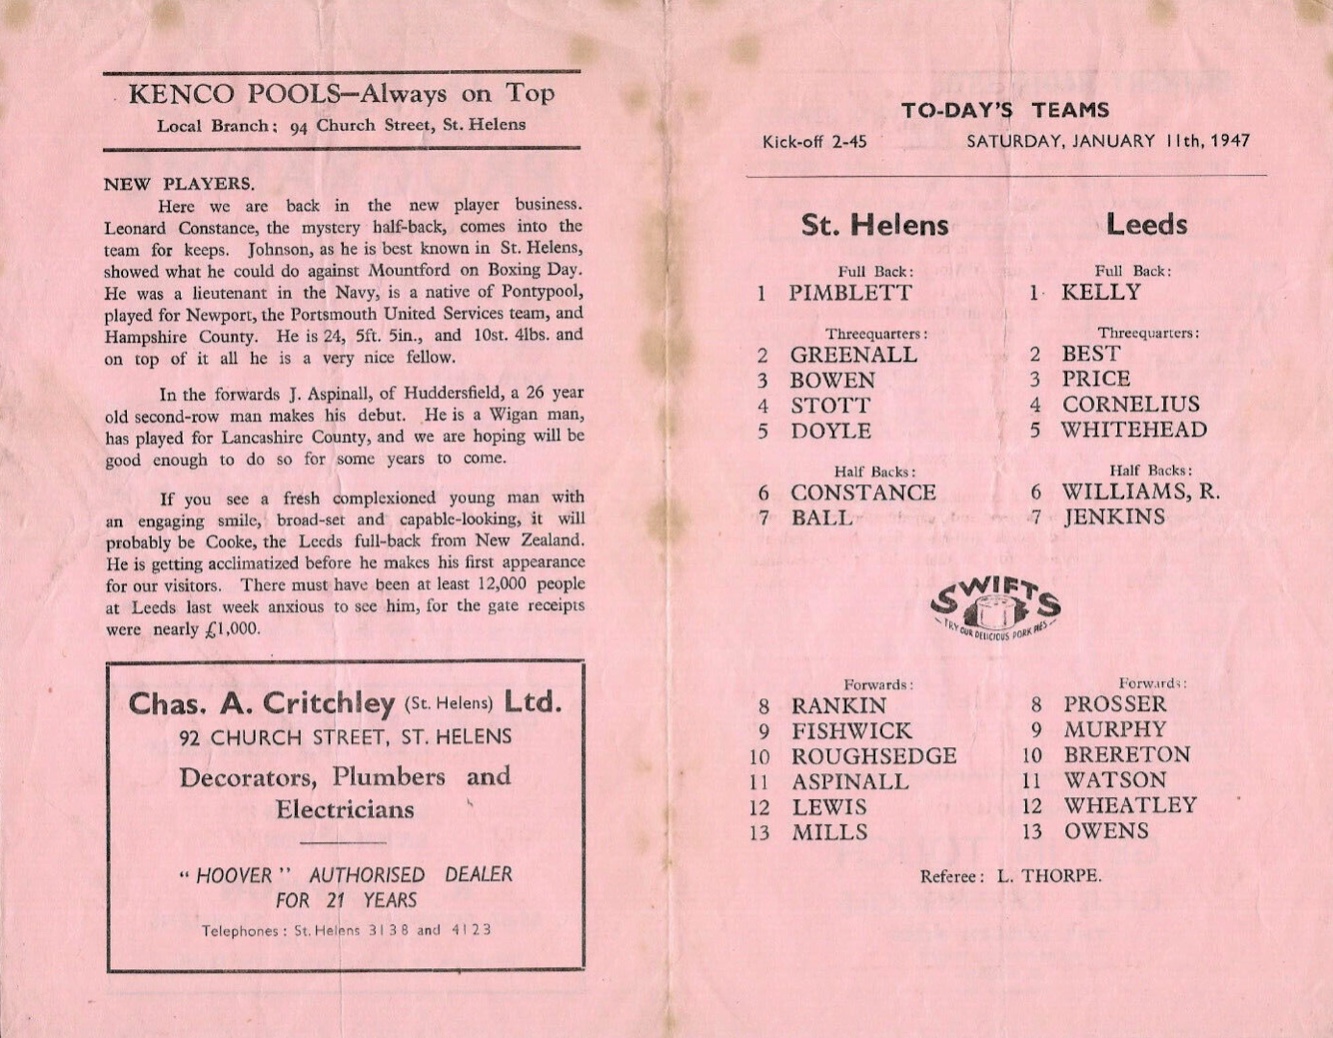 KENCO POOLS—Always on Top
Local Branch: 94 Church Street, St. Helens
NEW PLAYERS.
Here we are back in the new player business.
Leonard Constance, the mystery half-back, comes into the
team for keeps. Johnson, as he is best known in St. Helens,
showed what he could do against Mountford on Boxing Day.
He was a lieutenant in the Navy, is a native of Pontypool,
played for Newport, the Portsmouth United Services team, and
Hampshire County. He is 24, 5ft. 5in., and 10st. 4lbs. and
on top of it all he is a very nice fellow.
In the forwards J. Aspinall, of Huddersfield, a 26 year
old second-row man makes his debut. He is a Wigan man,
has played for Lancashire County, and we are hoping will be
good enough to do so for some years to come.
If you see a fresh complexioned young man with
an engaging smile, broad-set and capable-looking, it will
probably be Cooke, the Leeds full-back from New Zealand.
He is getting acclimatized before he makes his first appearance
for our visitors. There must have been at least 12,000 people
at Leeds last week anxious to see him, for the gate receipts
were nearly £1,000.
Chas. A. Critchley (St. Helens) Ltd.
92 CHURCH STREET, ST. HELENS
Decorators, Plumbers and
Electricians
"HOOVER" AUTHORISED DEALER
FOR 21 YEARS
Telephones: St. Helens 3138 and 4123
TO-DAY'S TEAMS
Kick-off 2-45 SATURDAY, JANUARY 11th, 1947
St. Helens Leeds
Full Back: Full Back:
1 PIMBLETT 1 KELLY
Threequarters: Threequarters:
2 GREENALL 2 BEST
3 BOWEN 3 PRICE
4 STOTT 4 CORNELIUS
5 DOYLE 5 WHITEHEAD
Half Backs: Half Backs:
6 CONSTANCE 6 WILLIAMS, R.
7 BALL 7 JENKINS
SWIFTS
TRY OUR DELICIOUS PORK PIES
Forwards: Forwards:
8 RANKIN 8 PROSSER
9 FISHWICK 9 MURPHY
10 ROUGHSEDGE 10 BRERETON
11 ASPINALL 11 WATSON
12 LEWIS 12 WHEATLEY
13 MILLS 13 OWENS
Referee: L. THORPE.